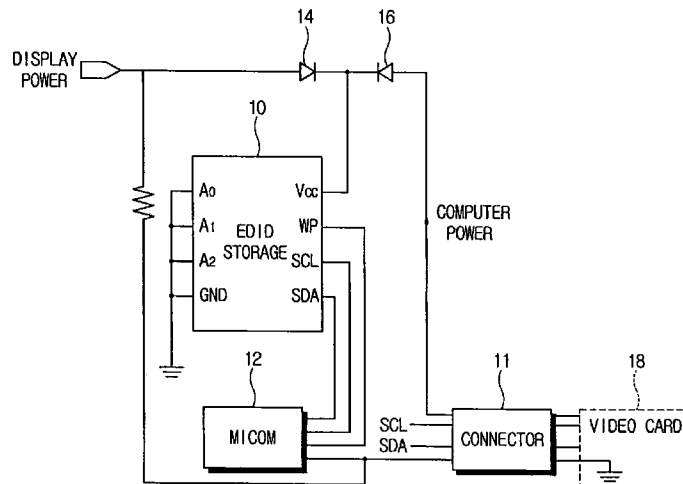 14
16
DISPLAY
POWER
10
A0
Vcc
A1
WP
EDID
STORAGE
A2
SCL
GND
SDA
COMPUTER
POWER
12
11
18
MICOM
SCL
SDA
CONNECTOR
VIDEO CARD